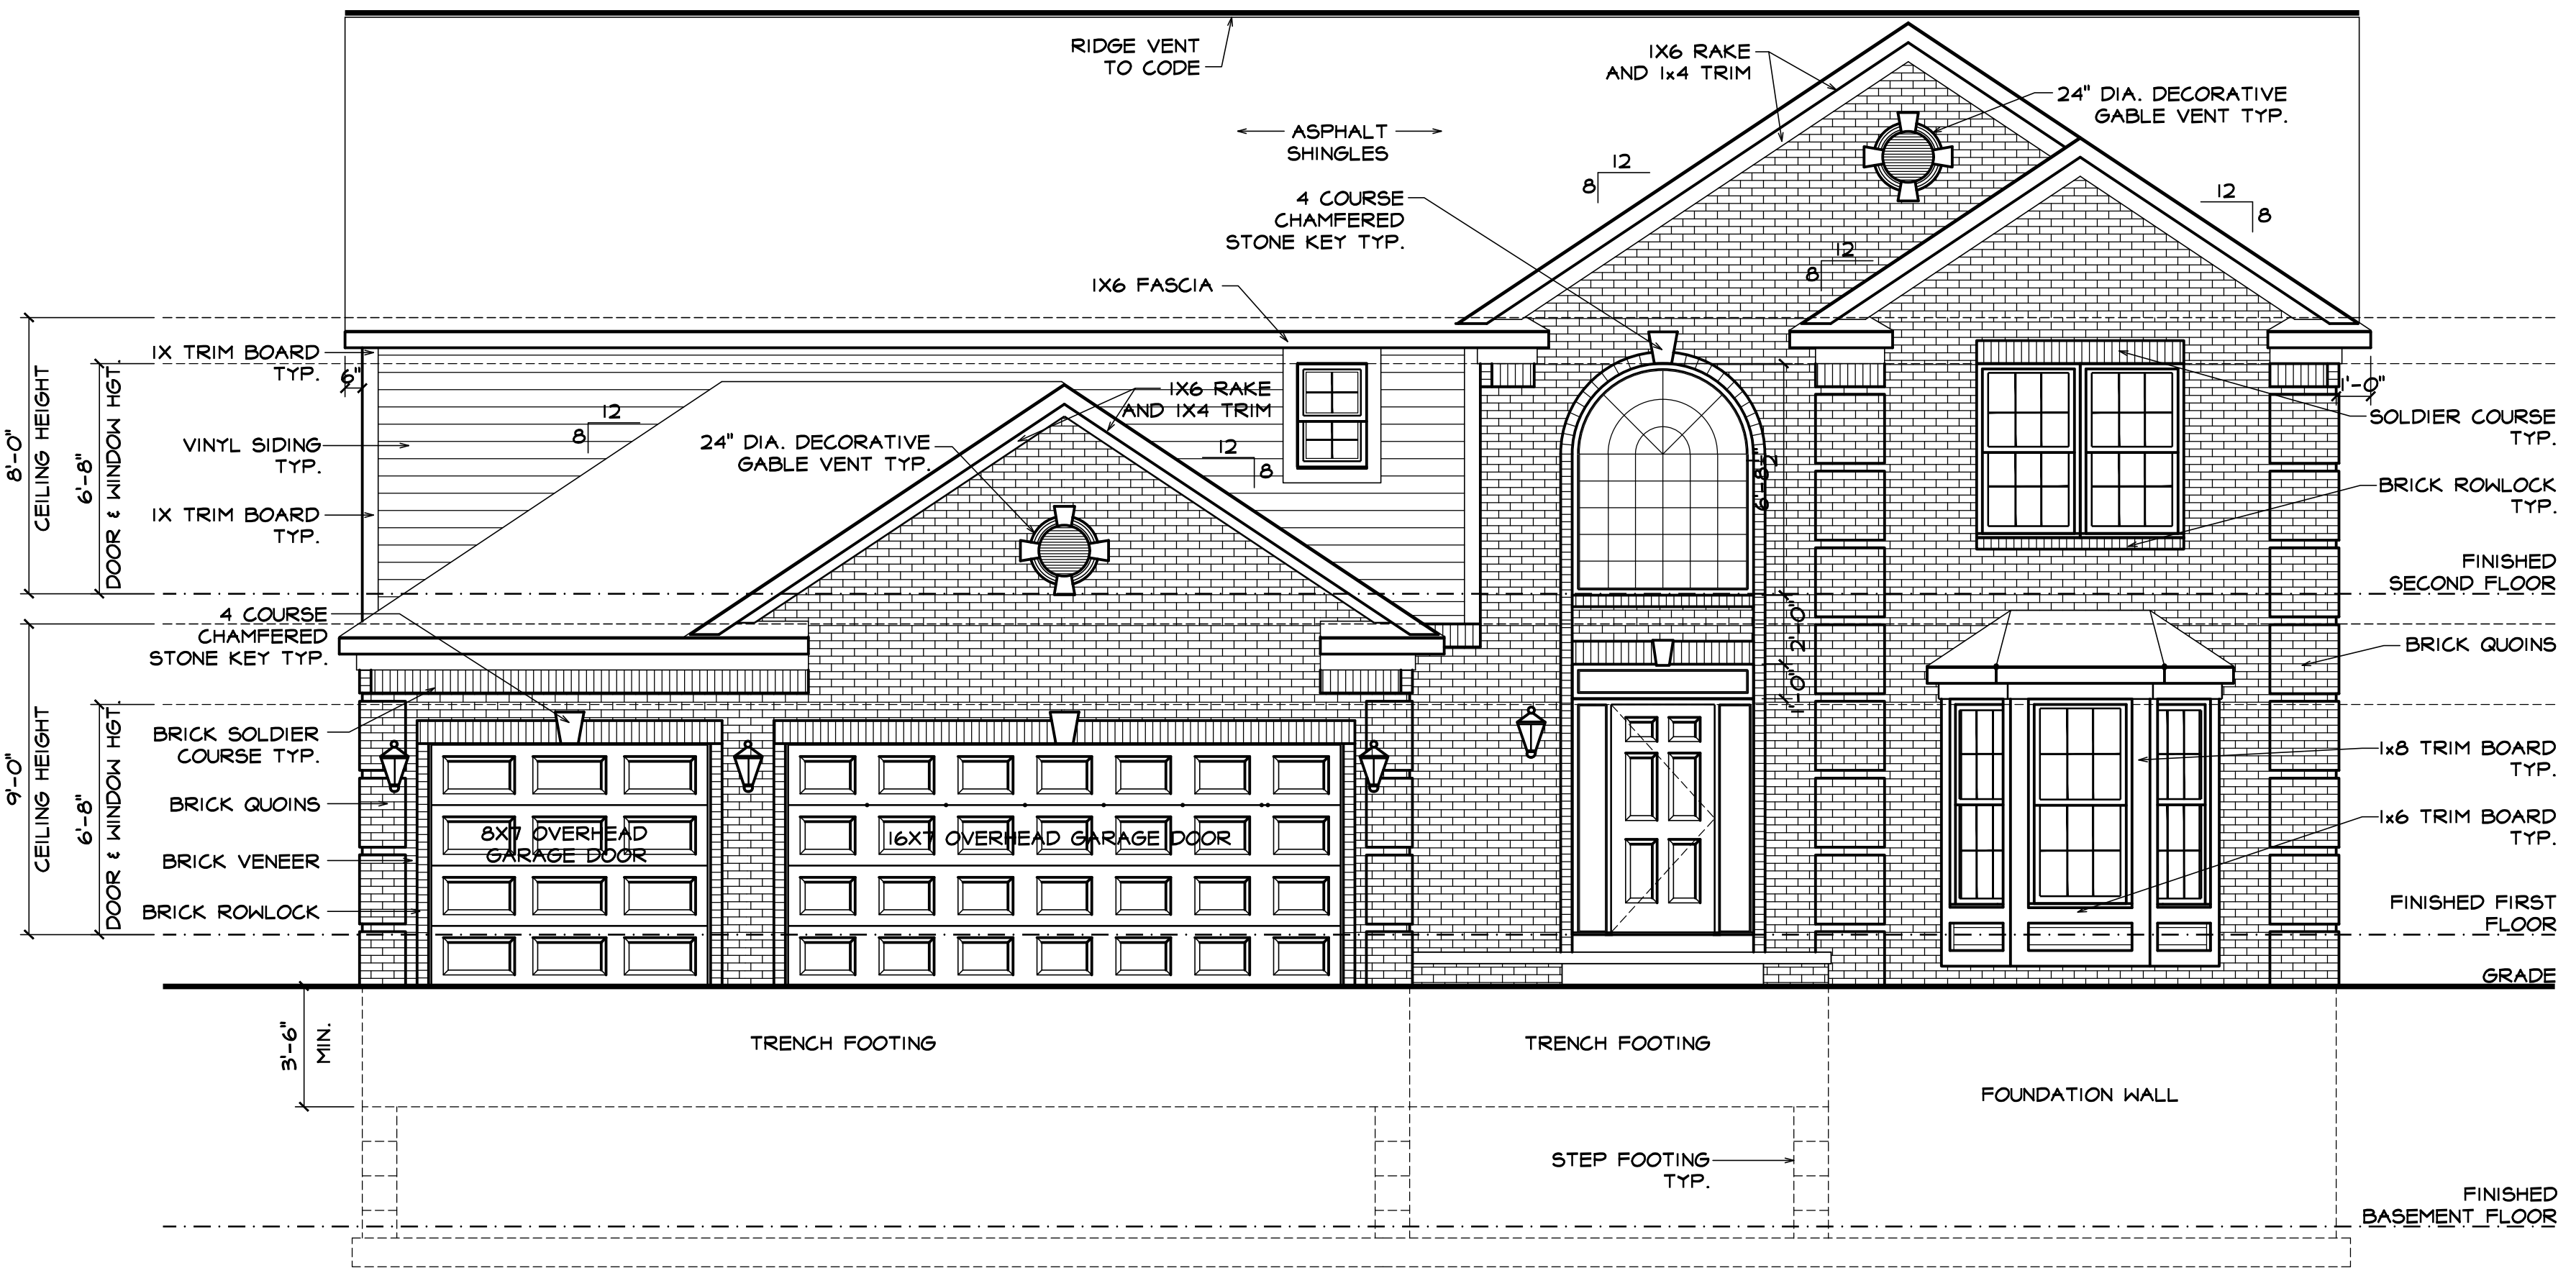 RIDGE VENT
TO CODE
1X6 RAKE
AND 1x4 TRIM
24" DIA. DECORATIVE
GABLE VENT TYP.
ASPHALT
SHINGLES
12
8
12
8
4 COURSE
CHAMFERED
STONE KEY TYP.
12
8
1X6 FASCIA
1X TRIM BOARD
TYP.
6"
8'-0"
CEILING HEIGHT
6'-8"
DOOR & WINDOW HGT.
1X6 RAKE
AND 1X4 TRIM
12
8
VINYL SIDING
TYP.
24" DIA. DECORATIVE
GABLE VENT TYP.
12
8
1'-0"
SOLDIER COURSE
TYP.
BRICK ROWLOCK
TYP.
1X TRIM BOARD
TYP.
FINISHED
SECOND FLOOR
4 COURSE
CHAMFERED
STONE KEY TYP.
2'-0"
1'-0"
BRICK QUOINS
9'-0"
CEILING HEIGHT
6'-8"
DOOR & WINDOW HGT.
BRICK SOLDIER
COURSE TYP.
1x8 TRIM BOARD
TYP.
BRICK QUOINS
8X7 OVERHEAD
GARAGE DOOR
16X7 OVERHEAD GARAGE DOOR
1x6 TRIM BOARD
TYP.
BRICK VENEER
BRICK ROWLOCK
FINISHED FIRST
FLOOR
GRADE
3'-6"
MIN.
TRENCH FOOTING
TRENCH FOOTING
FOUNDATION WALL
STEP FOOTING
TYP.
FINISHED
BASEMENT FLOOR